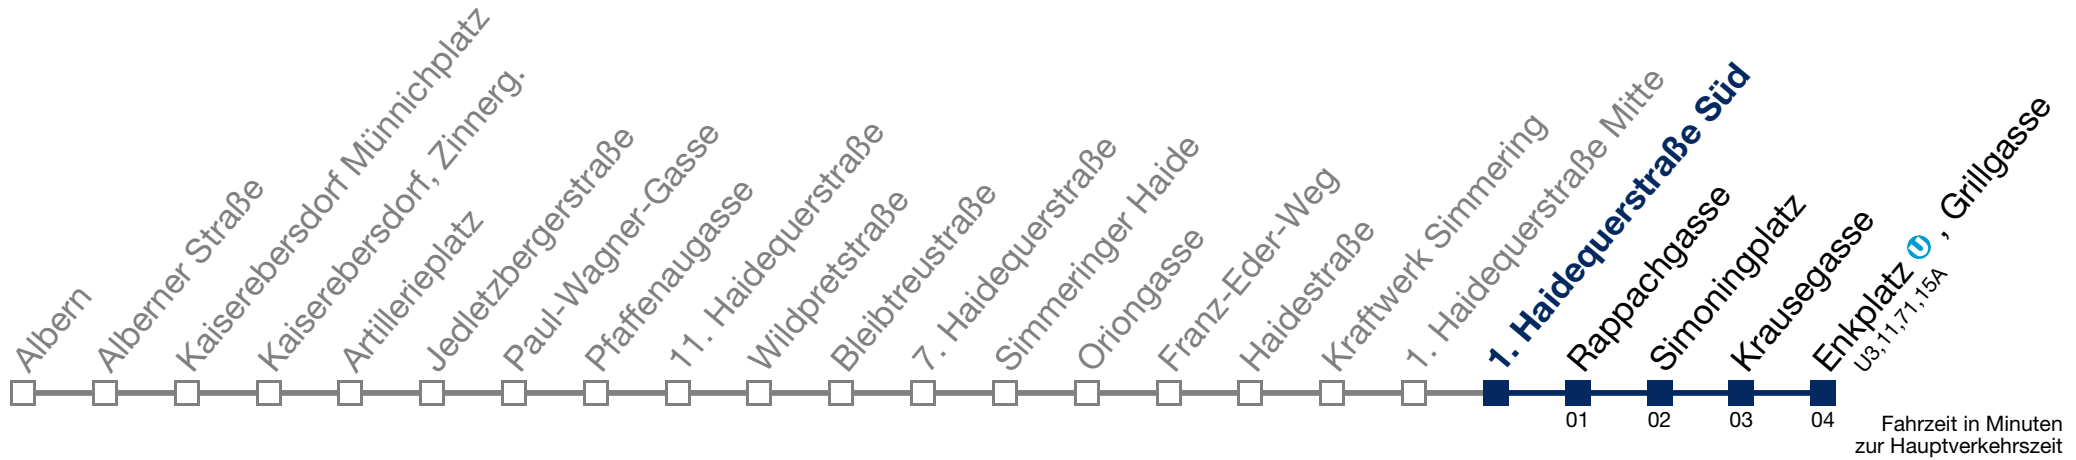 Albern
Alberner Straße
Kaiserebersdorf Münnichplatz
Kaiserebersdorf, Zinnerg.
Artillerieplatz
Jedletzbergerstraße
Paul-Wagner-Gasse
Pfaffenaugasse
11. Haidequerstraße
Wildpretstraße
Bleibtreustraße
7. Haidequerstraße
Simmeringer Haide
Oriongasse
Franz-Eder-Weg
Haidestraße
Kraftwerk Simmering
1. Haidequerstraße Mitte
1. Haidequerstraße Süd
Rappachgasse
Simoningplatz
Krausegasse
Enkplatz U , Grillgasse
U3,11,71,15A
01 02 03 04
Fahrzeit in Minuten
zur Hauptverkehrszeit